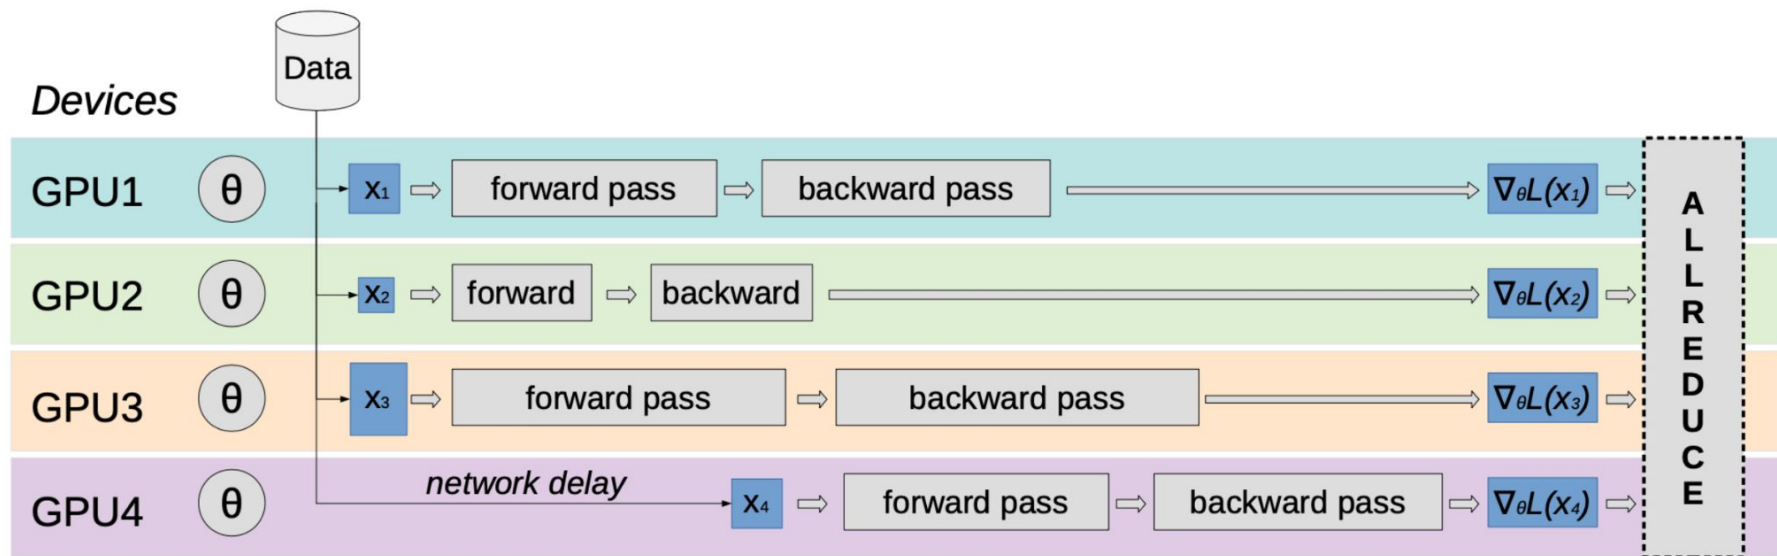 Data
Devices
GPU1 θ x₁ forward pass backward pass ∇θL(x₁)
GPU2 θ x₂ forward backward ∇θL(x₂)
GPU3 θ x₃ forward pass backward pass ∇θL(x₃)
network delay
GPU4 θ x₄ forward pass backward pass ∇θL(x₄)
ALLREDUCE